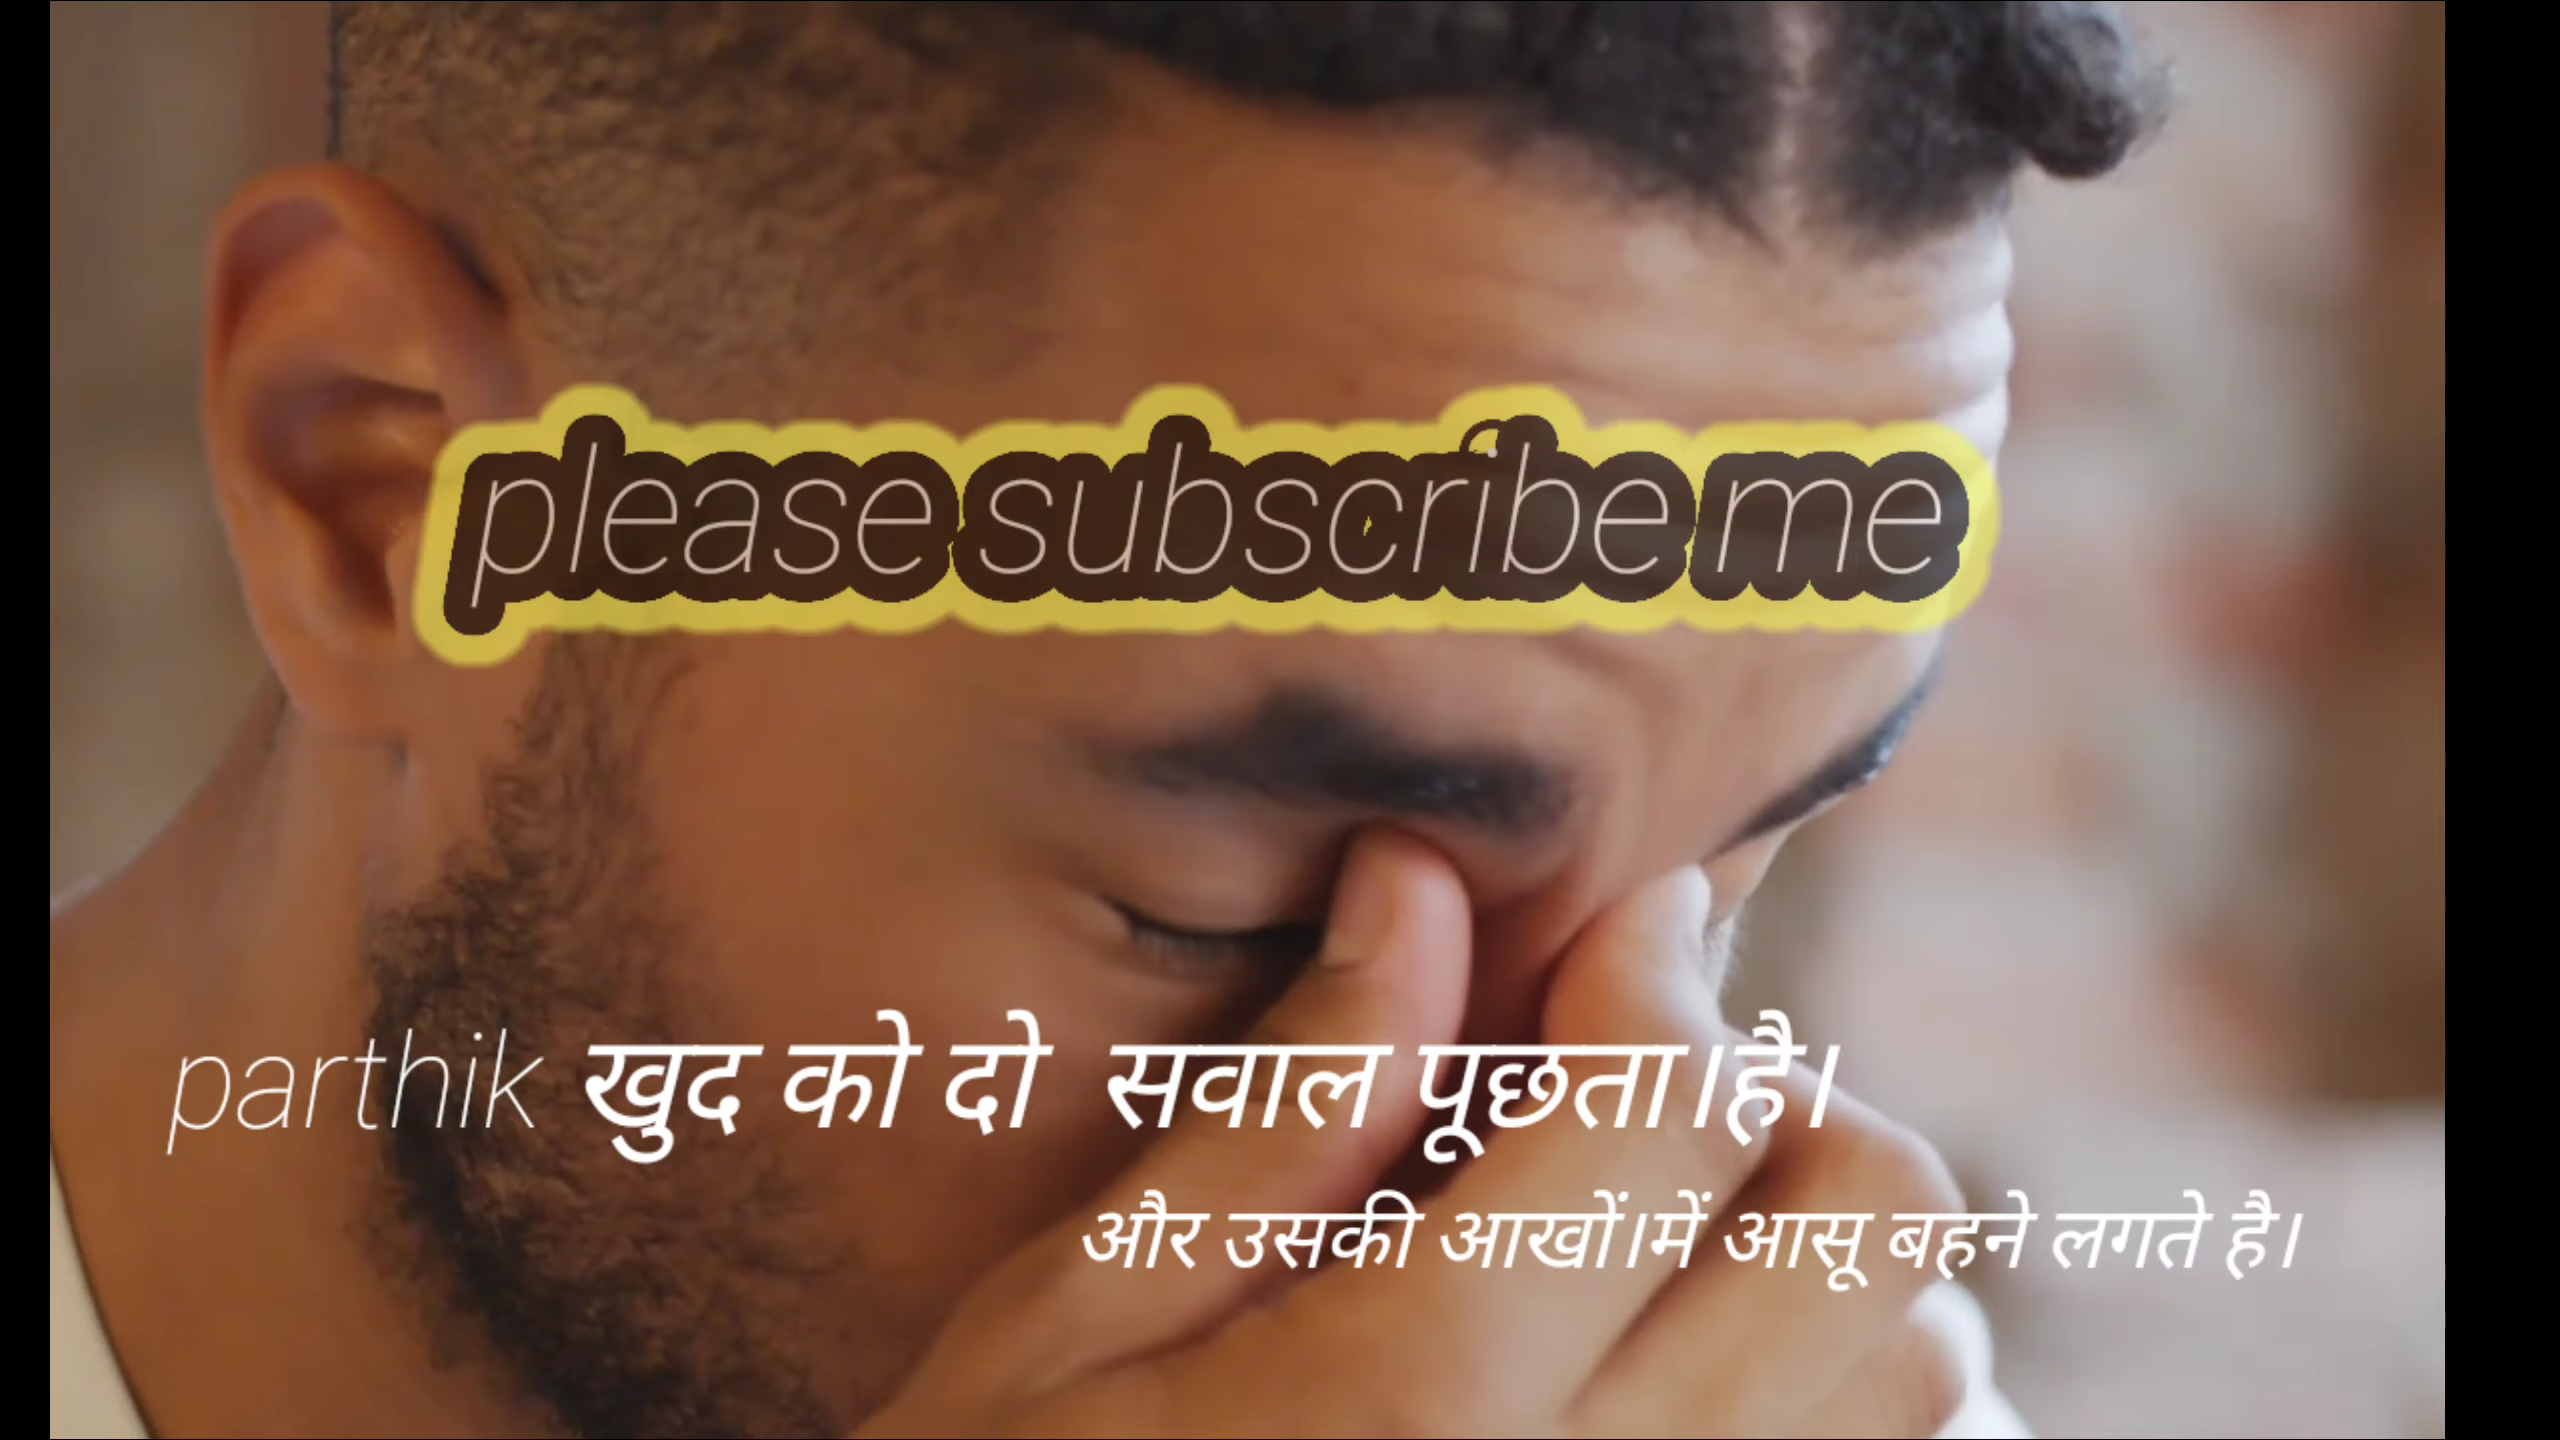 please subscribe me
parthik खुद को दो सवाल पूछता।है।
और उसकी आखों।में आसू बहने लगते है।